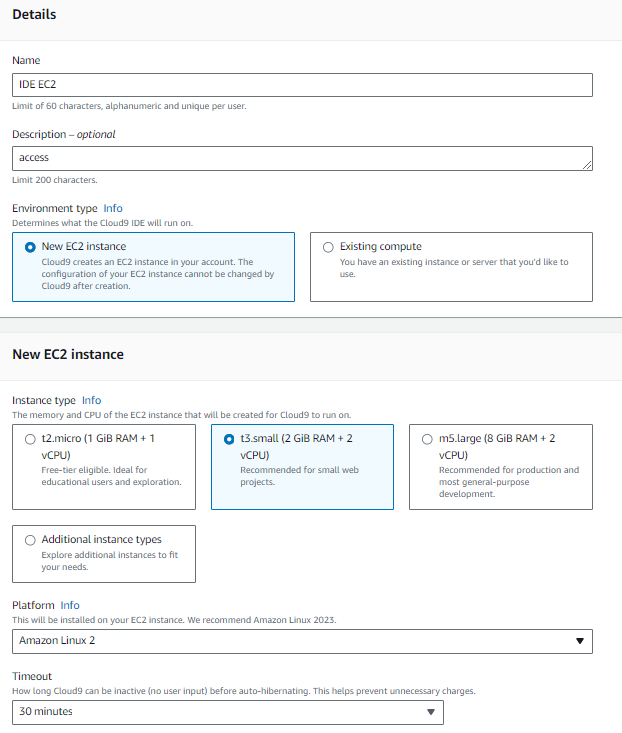 Details
Name
IDE EC2
Limit of 60 characters, alphanumeric and unique per user.
Description – optional
access
Limit 200 characters.
Environment type Info
Determines what the Cloud9 IDE will run on.
New EC2 instance
Cloud9 creates an EC2 instance in your account. The
configuration of your EC2 instance cannot be changed by
Cloud9 after creation.
Existing compute
You have an existing instance or server that you'd like to
use.
New EC2 instance
Instance type Info
The memory and CPU of the EC2 instance that will be created for Cloud9 to run on.
t2.micro (1 GiB RAM + 1
vCPU)
Free-tier eligible. Ideal for
educational users and exploration.
t3.small (2 GiB RAM + 2
vCPU)
Recommended for small web
projects.
m5.large (8 GiB RAM + 2
vCPU)
Recommended for production and
most general-purpose
development.
Additional instance types
Explore additional instances to fit
your needs.
Platform Info
This will be installed on your EC2 instance. We recommend Amazon Linux 2023.
Amazon Linux 2
Timeout
How long Cloud9 can be inactive (no user input) before auto-hibernating. This helps prevent unnecessary charges.
30 minutes